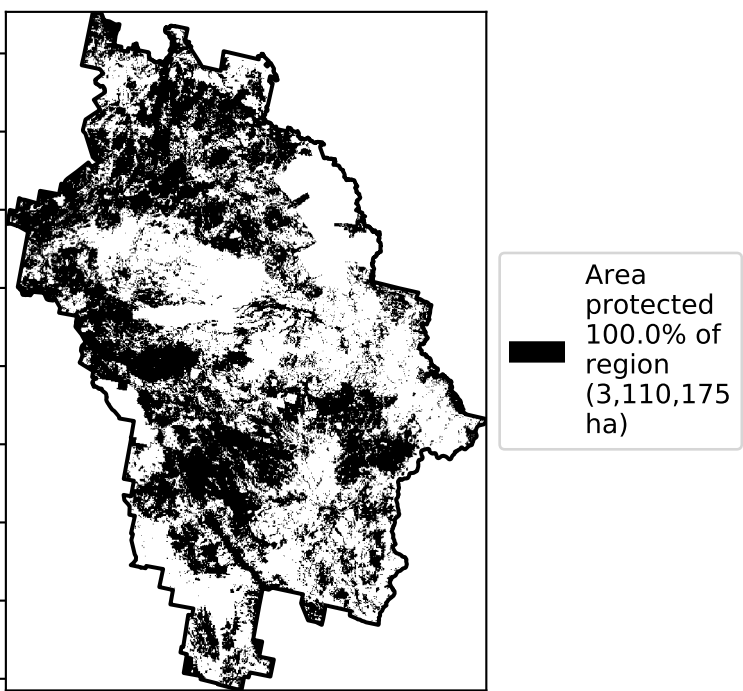 Area
protected
100.0% of
region
(3,110,175
ha)